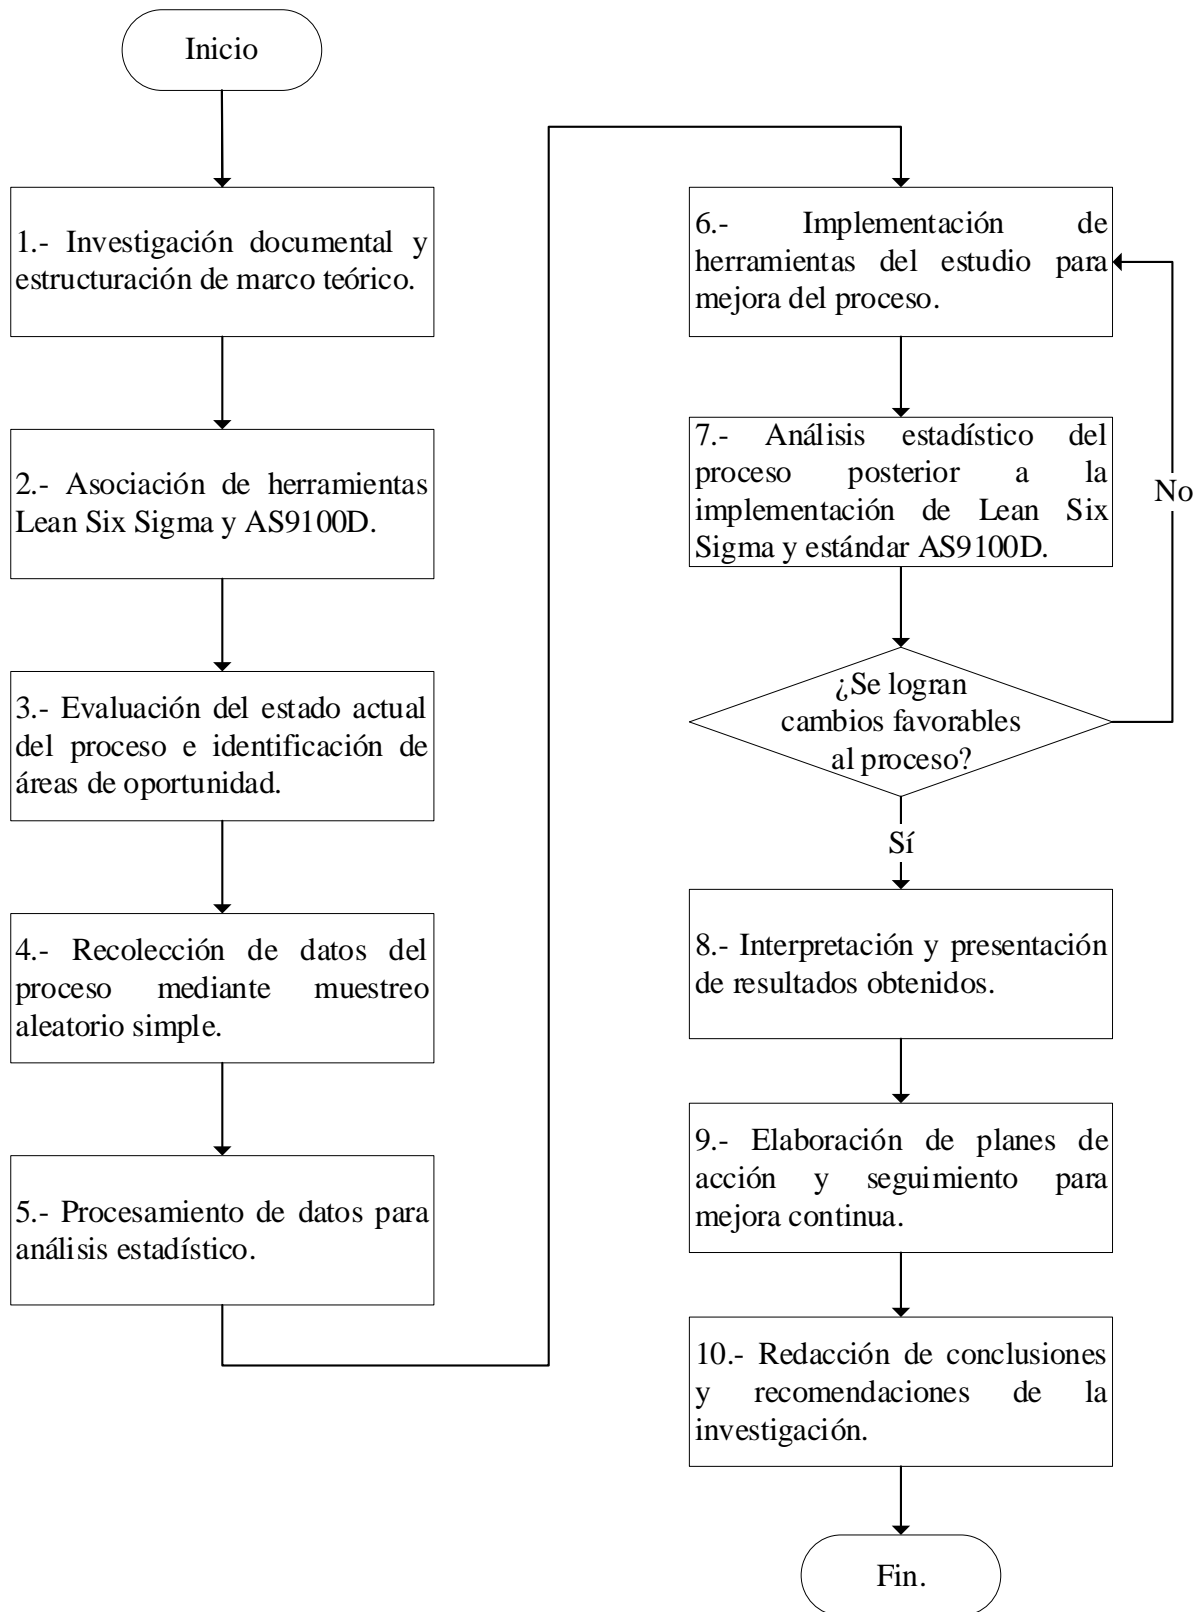 Inicio
1.- Investigación documental y
estructuración de marco teórico.
2.- Asociación de herramientas
Lean Six Sigma y AS9100D.
3.- Evaluación del estado actual
del proceso e identificación de
áreas de oportunidad.
4.- Recolección de datos del
proceso mediante muestreo
aleatorio simple.
5.- Procesamiento de datos para
análisis estadístico.
6.- Implementación de
herramientas del estudio para
mejora del proceso.
7.- Análisis estadístico del
proceso posterior a la
implementación de Lean Six
Sigma y estándar AS9100D.
No
¿Se logran
cambios favorables
al proceso?
Sí
8.- Interpretación y presentación
de resultados obtenidos.
9.- Elaboración de planes de
acción y seguimiento para
mejora continua.
10.- Redacción de conclusiones
y recomendaciones de la
investigación.
Fin.